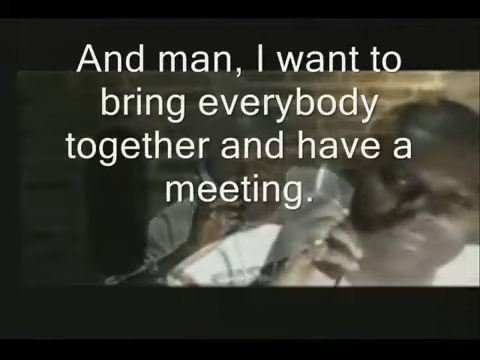 And man, I want to
bring everybody
together and have a
meeting.